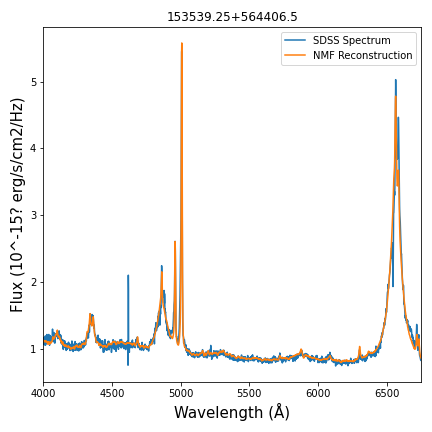 153539.25+564406.5
SDSS Spectrum
NMF Reconstruction
Flux (10^-15? erg/s/cm2/Hz)
5
4
3
2
1
4000 4500 5000 5500 6000 6500
Wavelength (Å)